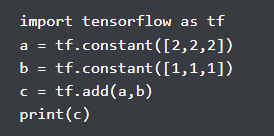 import tensorflow as tf
a = tf.constant([2,2,2])
b = tf.constant([1,1,1])
c = tf.add(a,b)
print(c)